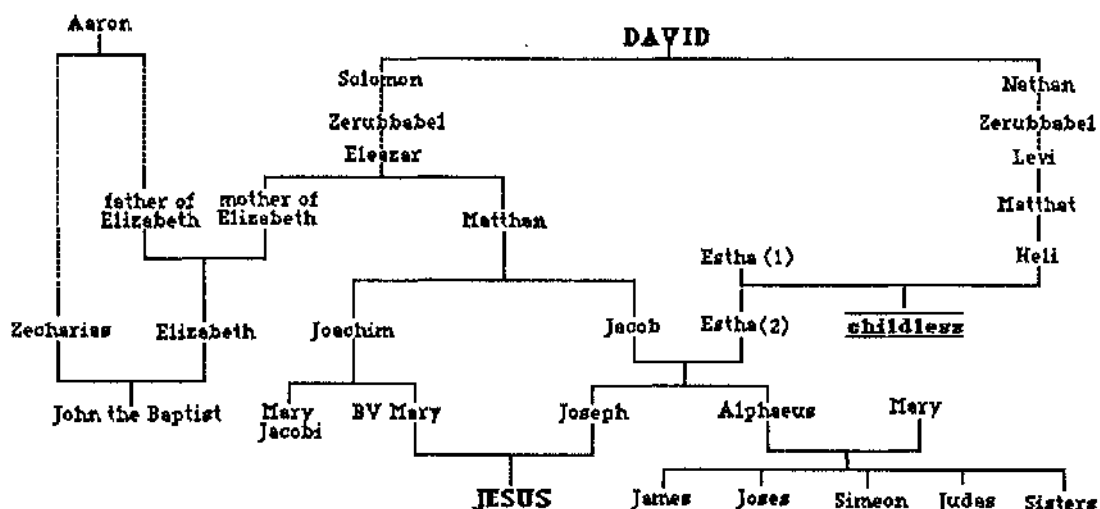 Aaron
DAVID
Solomon
Nathan
Zerubbabel
Zerubbabel
Eleazar
Levi
father of
Elizabeth
mother of
Elizabeth
Matthan
Matthat
Estha (1)
Heli
Zecharias
Elizabeth
Joachim
Jacob
Estha (2)
childless
John the Baptist
Mary
Jacobi
BV Mary
Joseph
Alphaeus
Mary
JESUS
James
Joses
Simeon
Judas
Sisters